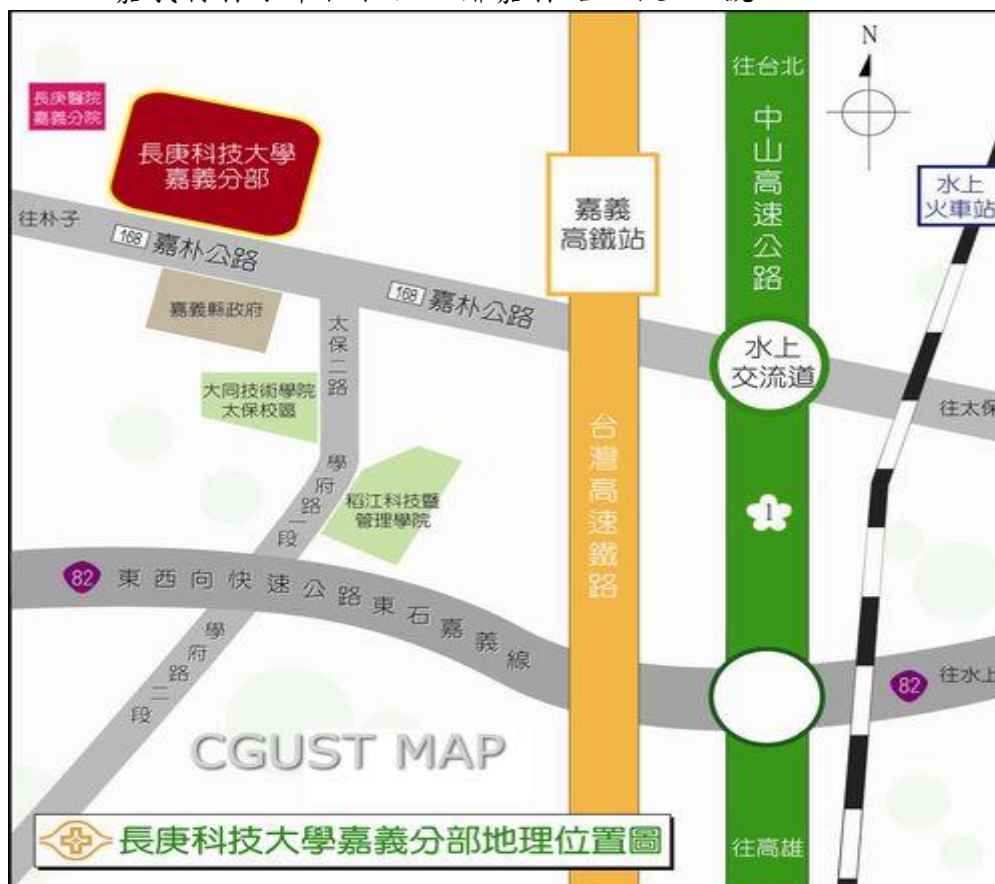 往台北
N
中山高速公路
長庚醫院
嘉義分院
長庚科技大學
嘉義分部
水上
火車站
嘉義
高鐵站
往朴子
168 嘉朴公路
168 嘉朴公路
嘉義縣政府
太保二路
水上
交流道
大同技術學院
太保校區
往太保
台灣高速鐵路
學府路一段
稻江科技暨
管理學院
1
82 東西向快速公路東石嘉義線
學府路二段
82 往水上
CGUST MAP
長庚科技大學嘉義分部地理位置圖
往高雄